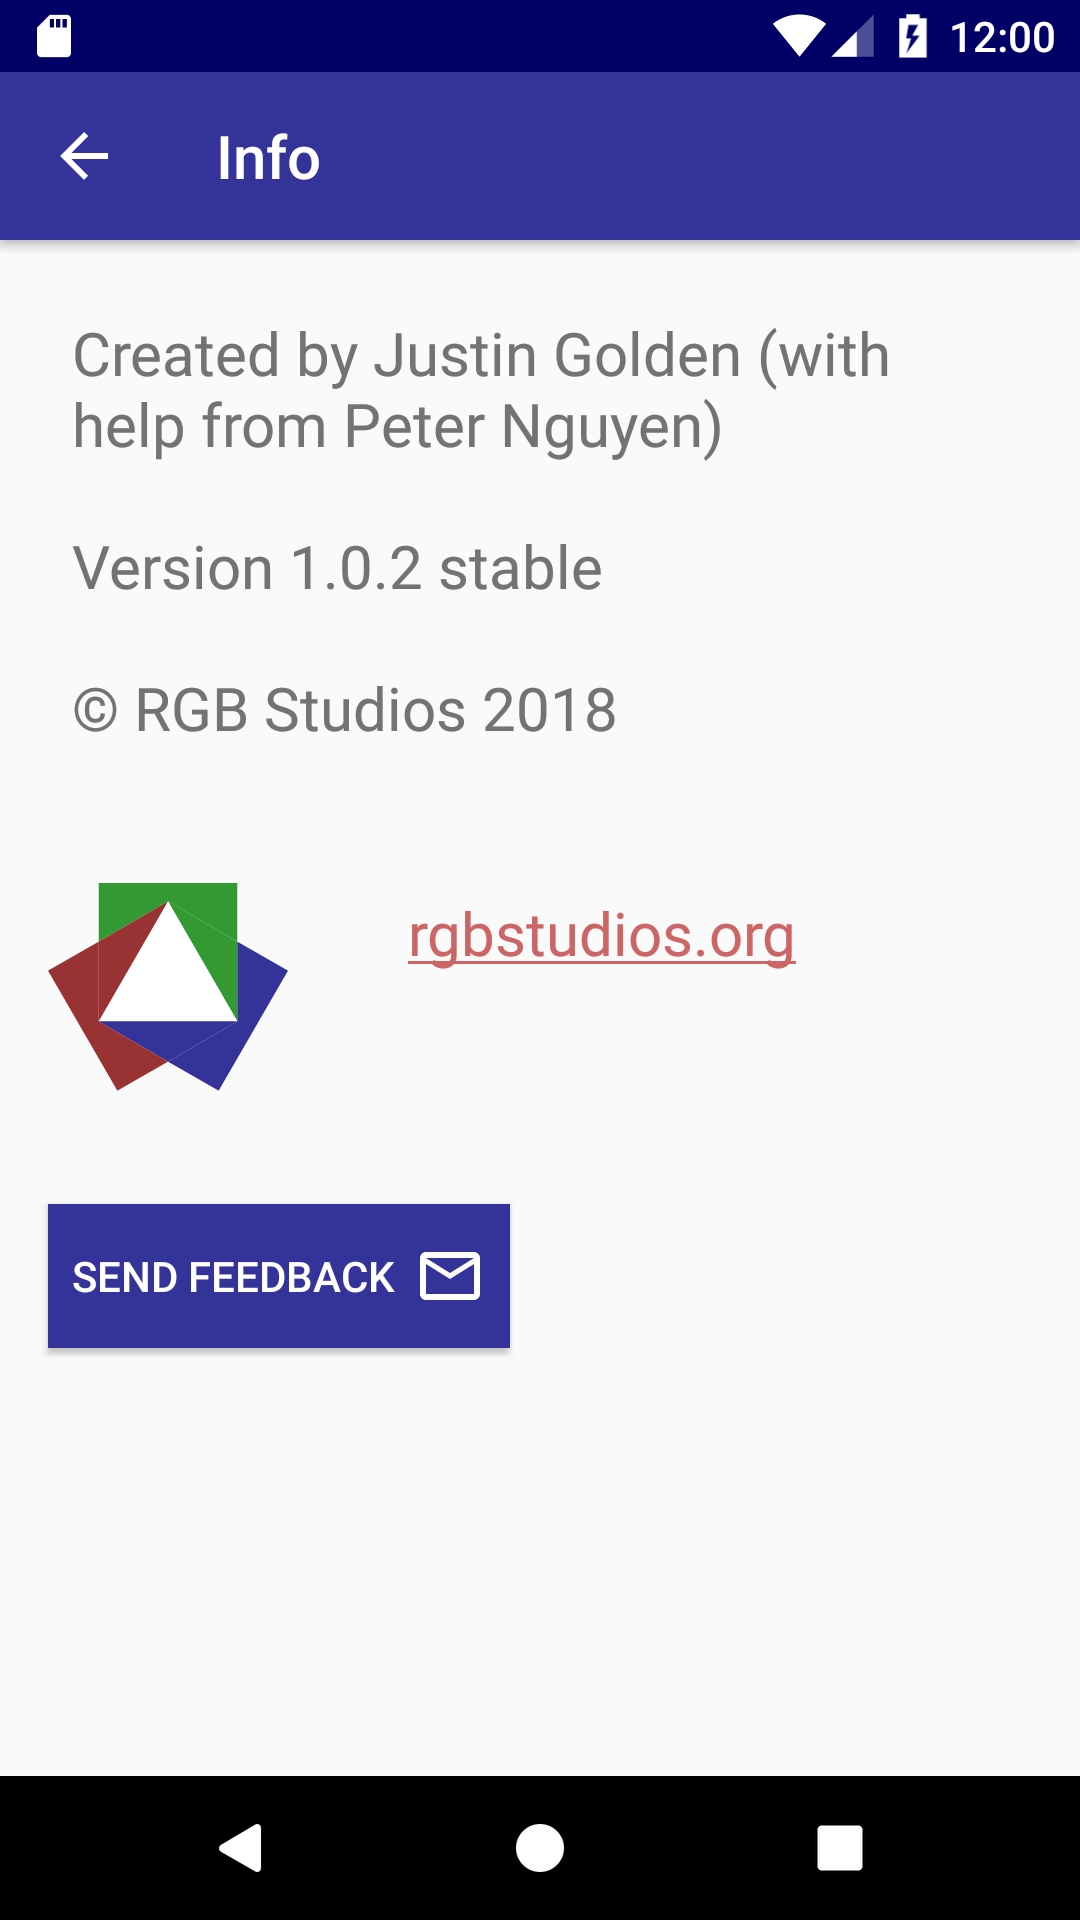 12:00
Info
Created by Justin Golden (with
help from Peter Nguyen)
Version 1.0.2 stable
© RGB Studios 2018
rgbstudios.org
SEND FEEDBACK